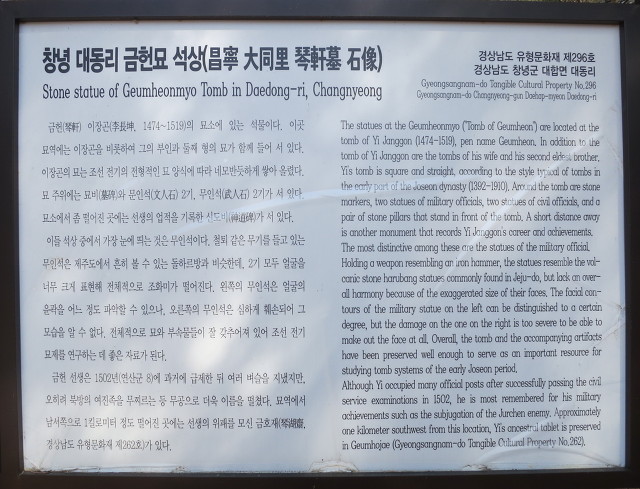 창녕 대동리 금헌묘 석상(昌寧 大同里 琴軒墓 石像)
Stone statue of Geumheonmyo Tomb in Daedong-ri, Changnyeong
경상남도 유형문화재 제296호
경상남도 창녕군 대합면 대동리
Gyeongsangnam-do Tangible Cultural Property No.296
Gyeongsangnam-do Changnyeong-gun Daehap-myeon Daedong-ri
금헌(琴軒) 이장곤(李長坤, 1474~1519)의 묘소에 있는 석물이다. 이곳
묘역에는 이장곤을 비롯하여 그의 부인과 둘째 형의 묘가 함께 들어 서 있다.
이장곤의 묘는 조선 전기의 전형적인 묘 양식에 따라 네모반듯하게 쌓아 올렸다.
묘 주위에는 묘비(墓碑)와 문인석(文人石) 2기, 무인석(武人石) 2기가 서 있다.
묘소에서 좀 떨어진 곳에는 선생의 업적을 기록한 신도비(神道碑)가 서 있다.
이들 석상 중에서 가장 눈에 띄는 것은 무인석이다. 철퇴 같은 무기를 들고 있는
무인석은 제주도에서 흔히 볼 수 있는 돌하르방과 비슷한데, 2기 모두 얼굴을
너무 크게 표현해 전체적으로 조화미가 떨어진다. 왼쪽의 무인석은 얼굴의
윤곽을 어느 정도 파악할 수 있으나, 오른쪽의 무인석은 심하게 훼손되어 그
모습을 알 수 없다. 전체적으로 묘와 부속물들이 잘 갖추어져 있어 조선 전기
묘제를 연구하는 데 좋은 자료가 된다.
금헌 선생은 1502년(연산군 8)에 과거에 급제한 뒤 여러 벼슬을 지냈지만,
오히려 북방의 여진족을 무찌르는 등 무공으로 더욱 이름을 떨쳤다. 묘역에서
남서쪽으로 1킬로미터 정도 떨어진 곳에는 선생의 위패를 모신 금호재(琴湖齋,
경상남도 유형문화재 제262호)가 있다.
The statues at the Geumheonmyo ("Tomb of Geumheon") are located at the
tomb of Yi Janggon (1474-1519), pen name Geumheon. In addition to the
tomb of Yi Janggon are the tombs of his wife and his second eldest brother.
Yi's tomb is square and straight, according to the style typical of tombs in
the early part of the Joseon dynasty (1392-1910). Around the tomb are stone
markers, two statues of military officials, two statues of civil officials, and a
pair of stone pillars that stand in front of the tomb. A short distance away
is another monument that records Yi Janggon's career and achievements.
The most distinctive among these are the statues of the military official.
Holding a weapon resembling an iron hammer, the statues resemble the vol-
canic stone harubang statues commonly found in Jeju-do, but lack an over-
all harmony because of the exaggerated size of their faces. The facial con-
tours of the military statue on the left can be distinguished to a certain
degree, but the damage on the one on the right is too severe to be able to
make out the face at all. Overall, the tomb and the accompanying artifacts
have been preserved well enough to serve as an important resource for
studying tomb systems of the early Joseon period.
Although Yi occupied many official posts after successfully passing the civil
service examinations in 1502, he is most remembered for his military
achievements such as the subjugation of the Jurchen enemy. Approximately
one kilometer southwest from this location, Yi's ancestral tablet is preserved
in Geumhojae (Gyeongsangnam-do Tangible Cultural Property No.262).